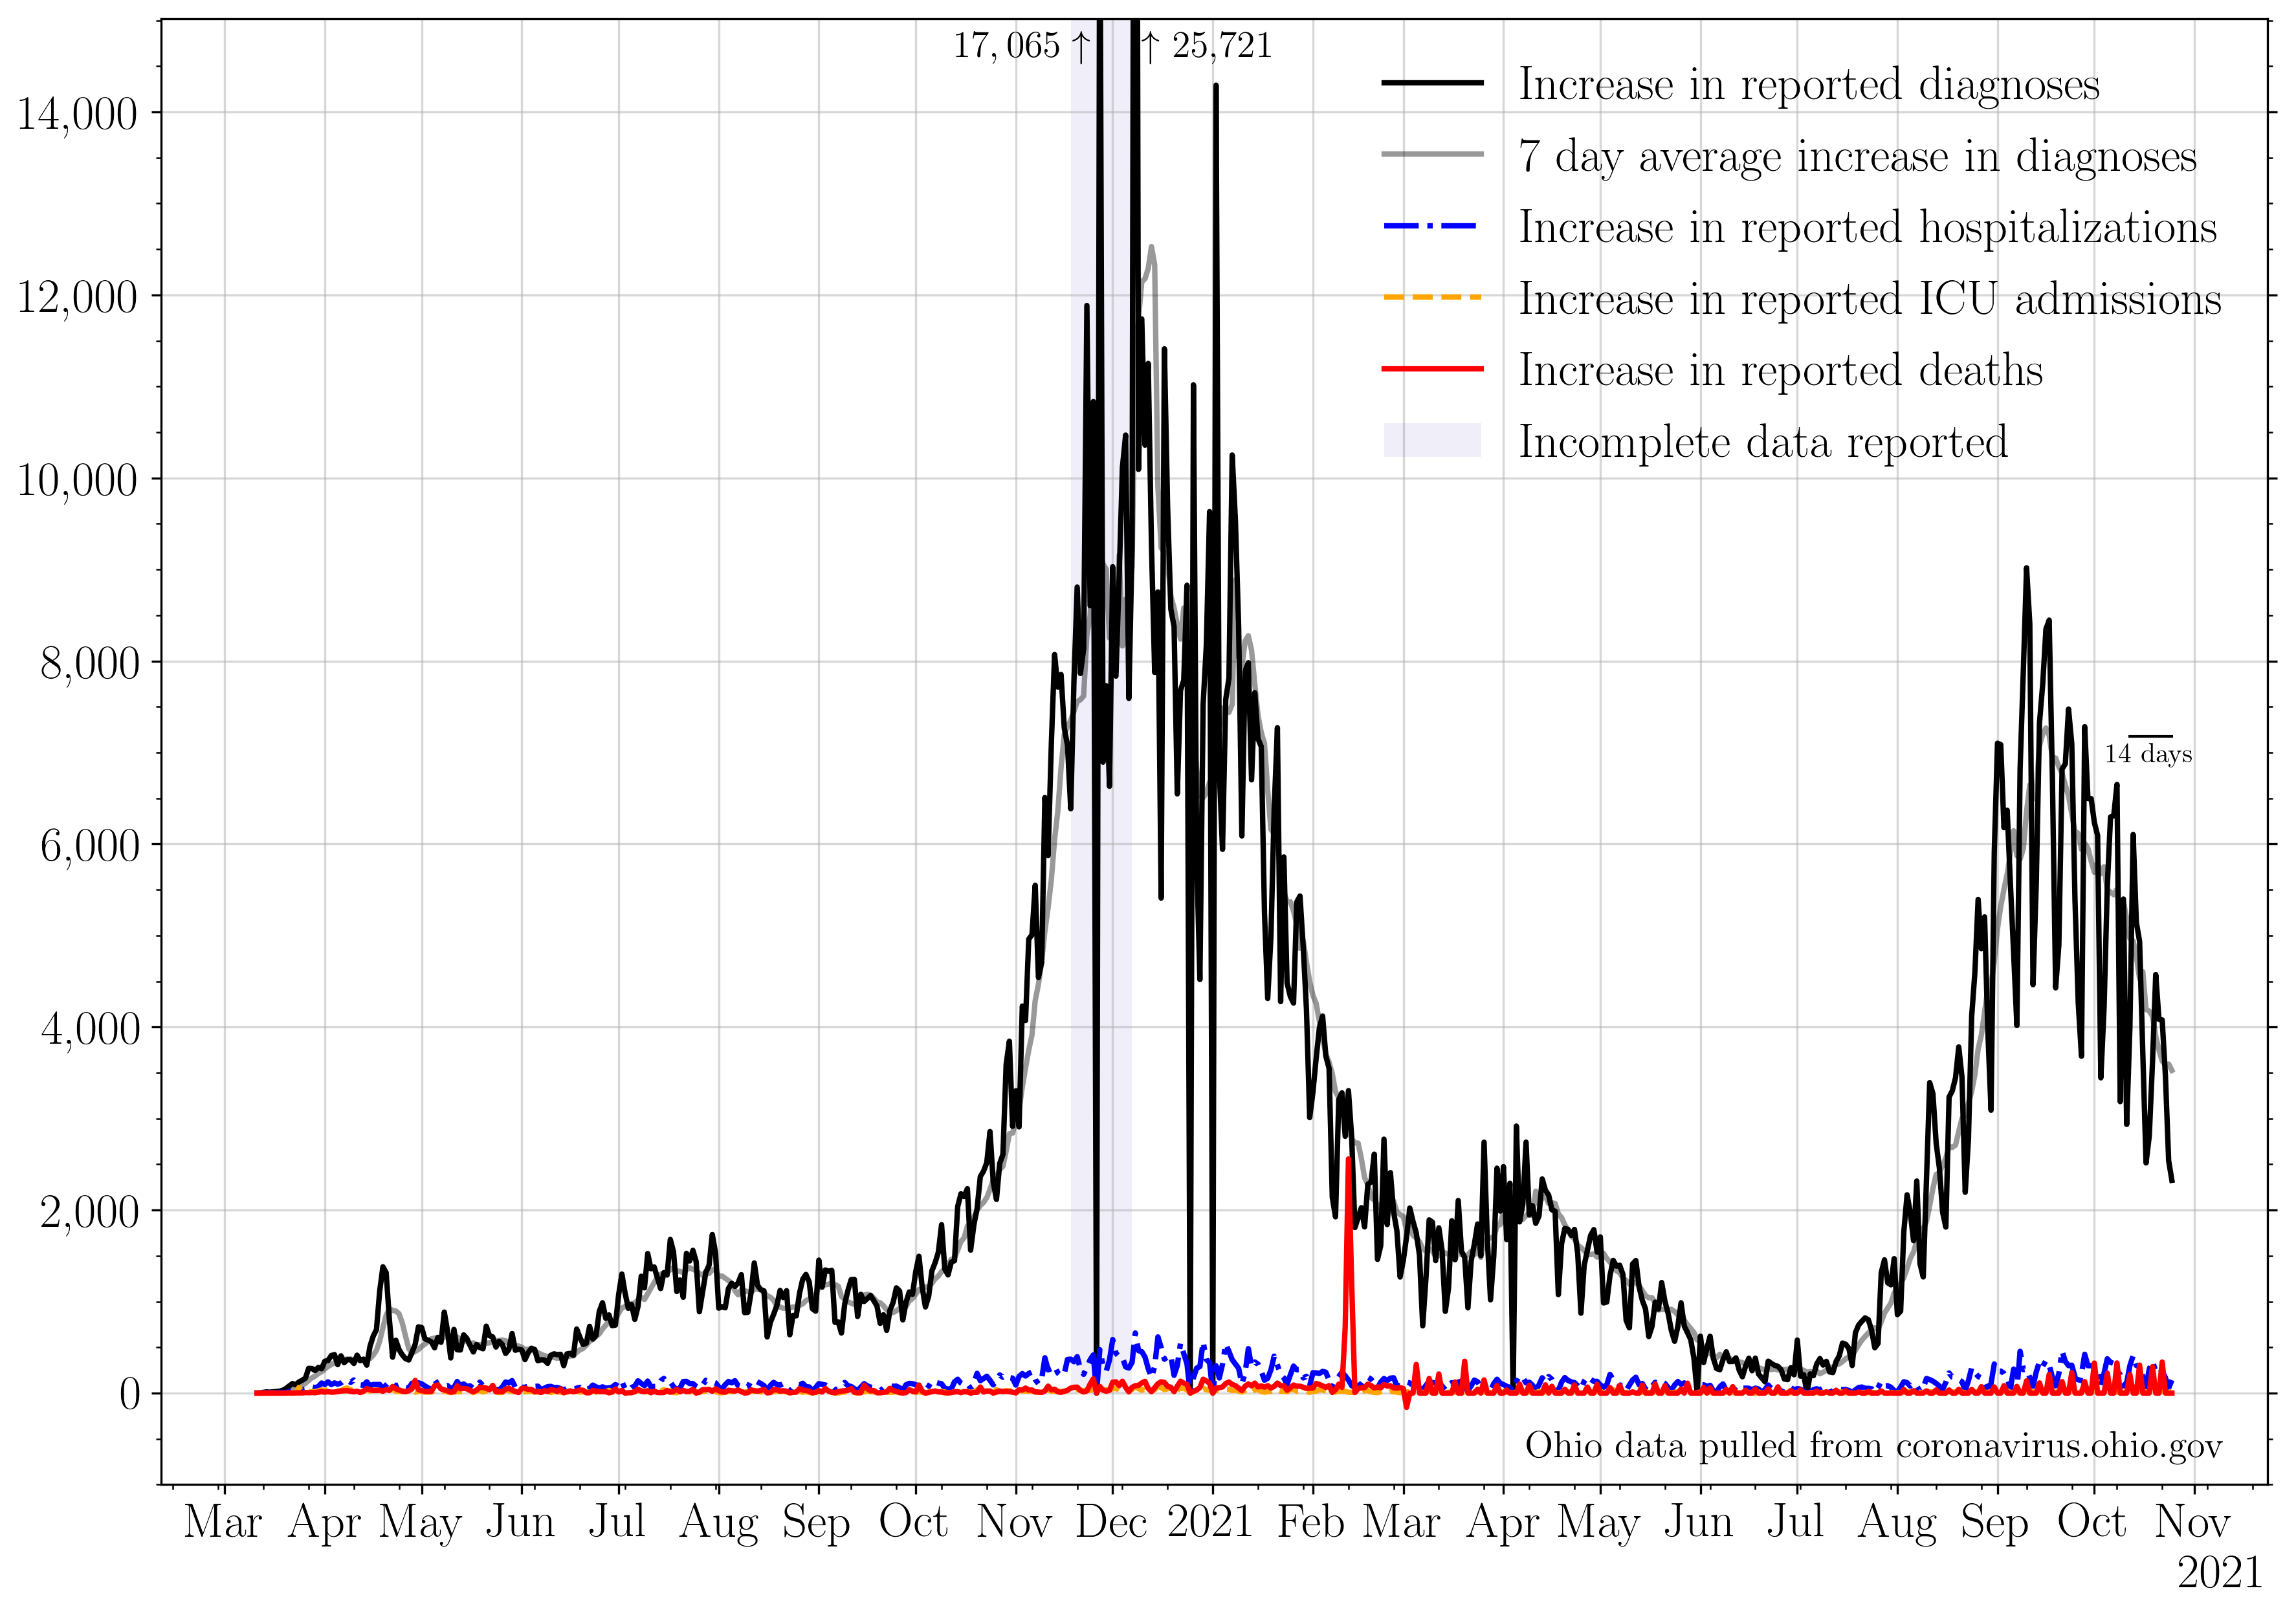 17,065 ↑ ↑ 25,721
Increase in reported diagnoses
7 day average increase in diagnoses
Increase in reported hospitalizations
Increase in reported ICU admissions
Increase in reported deaths
Incomplete data reported
14,000
12,000
10,000
8,000
6,000
4,000
2,000
0
14 days
Ohio data pulled from coronavirus.ohio.gov
Mar Apr May Jun Jul Aug Sep Oct Nov Dec 2021 Feb Mar Apr May Jun Jul Aug Sep Oct Nov
2021